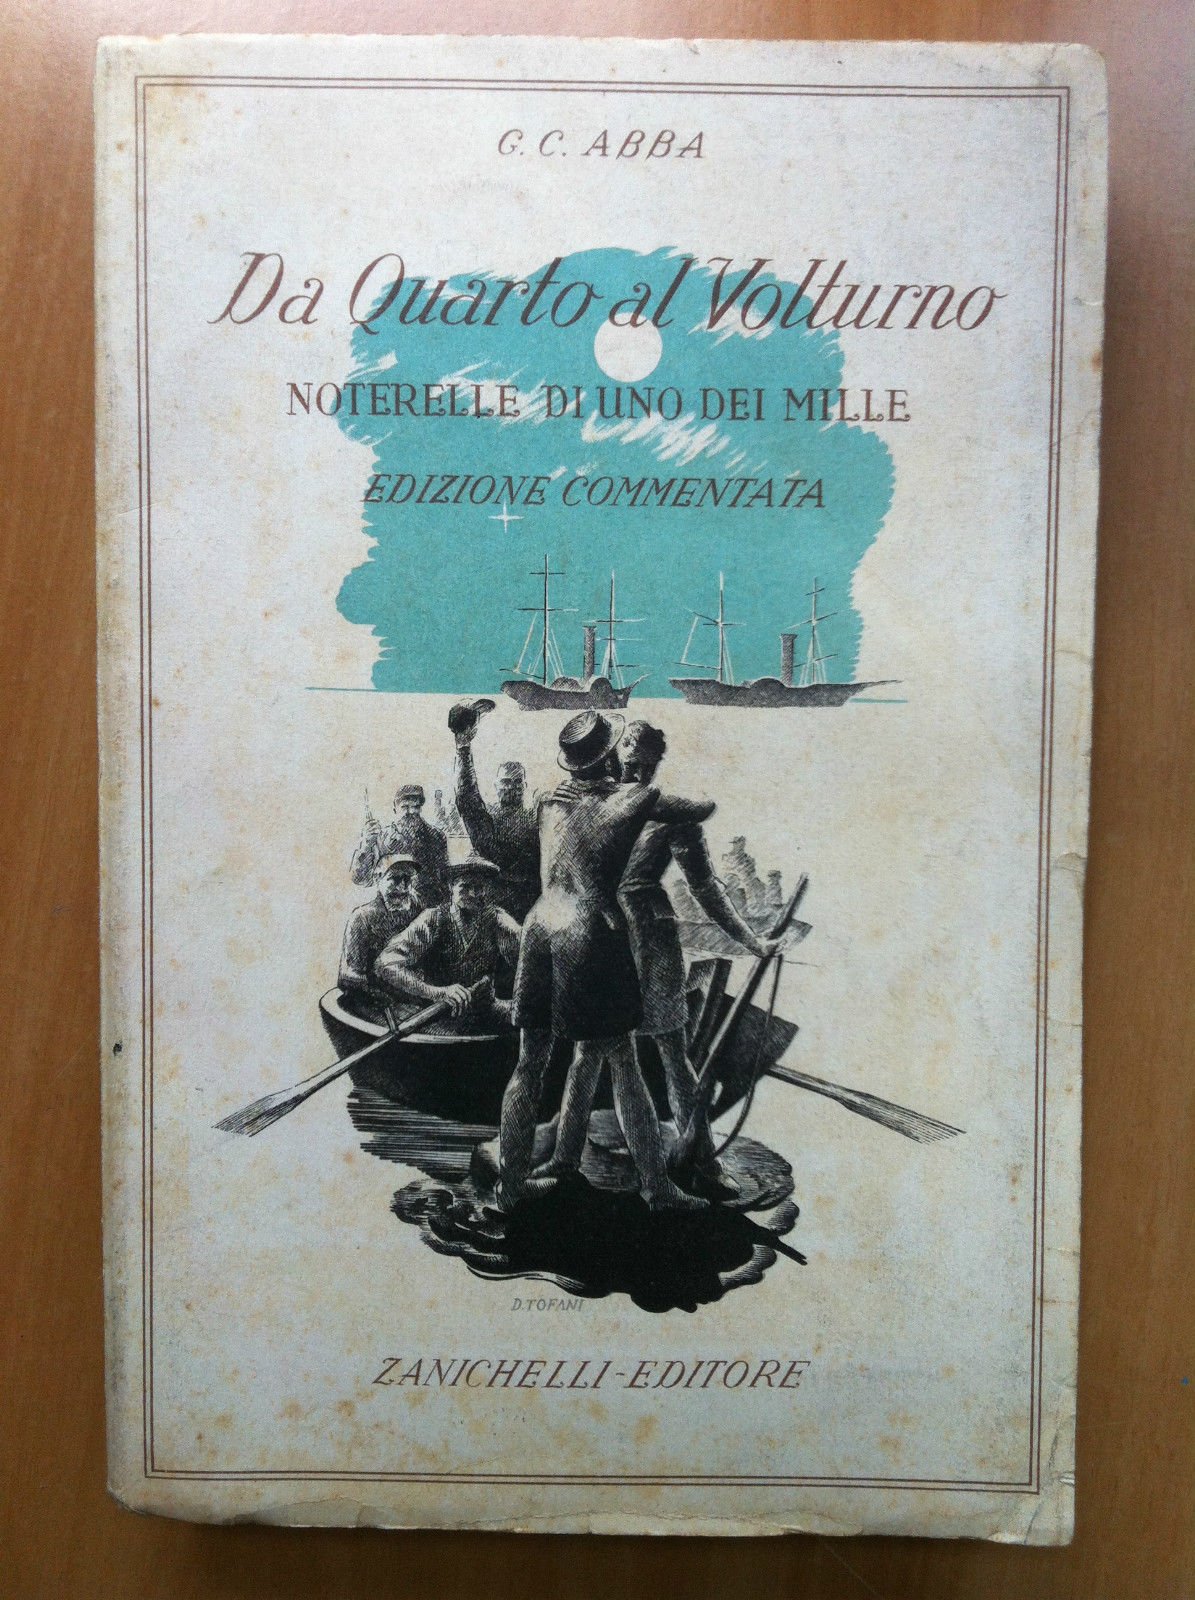 G. C. ABBA
Da Quarto al Volturno
NOTERELLE DI UNO DEI MILLE
EDIZIONE COMMENTATA
D. TOFANI
ZANICHELLI-EDITORE